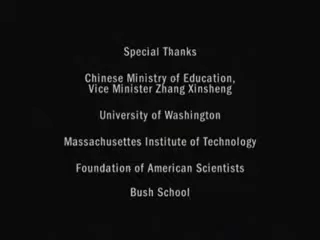 Special Thanks
Chinese Ministry of Education,
Vice Minister Zhang Xinsheng
University of Washington
Massachusettes Institute of Technology
Foundation of American Scientists
Bush School